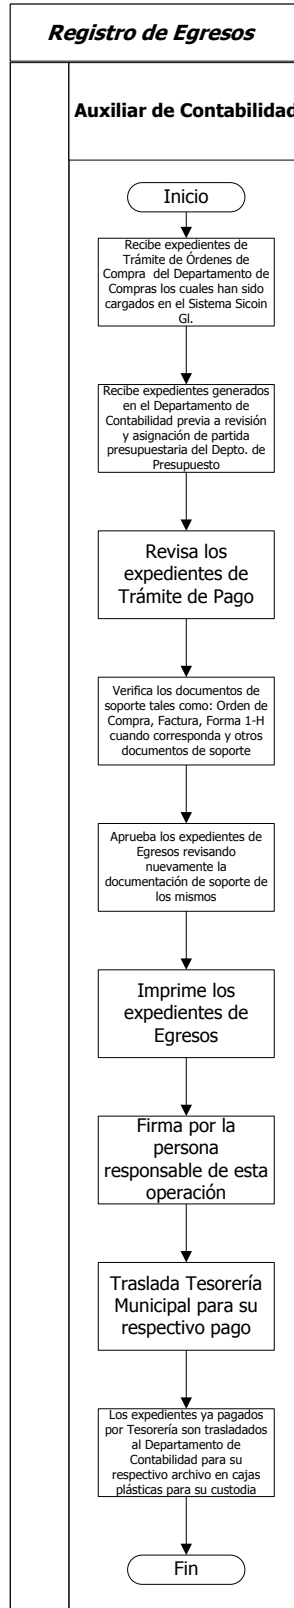 Registro de Egresos
Auxiliar de Contabilidad
Inicio
Recibe expedientes de
Trámite de Órdenes de
Compra del Departamento de
Compras los cuales han sido
cargados en el Sistema Sicoin
Gl.
Recibe expedientes generados
en el Departamento de
Contabilidad previa a revisión
y asignación de partida
presupuestaria del Depto. de
Presupuesto
Revisa los
expedientes de
Trámite de Pago
Verifica los documentos de
soporte tales como: Orden de
Compra, Factura, Forma 1-H
cuando corresponda y otros
documentos de soporte
Aprueba los expedientes de
Egresos revisando
nuevamente la
documentación de soporte de
los mismos
Imprime los
expedientes de
Egresos
Firma por la
persona
responsable de esta
operación
Traslada Tesorería
Municipal para su
respectivo pago
Los expedientes ya pagados
por Tesorería son trasladados
al Departamento de
Contabilidad para su
respectivo archivo en cajas
plásticas para su custodia
Fin